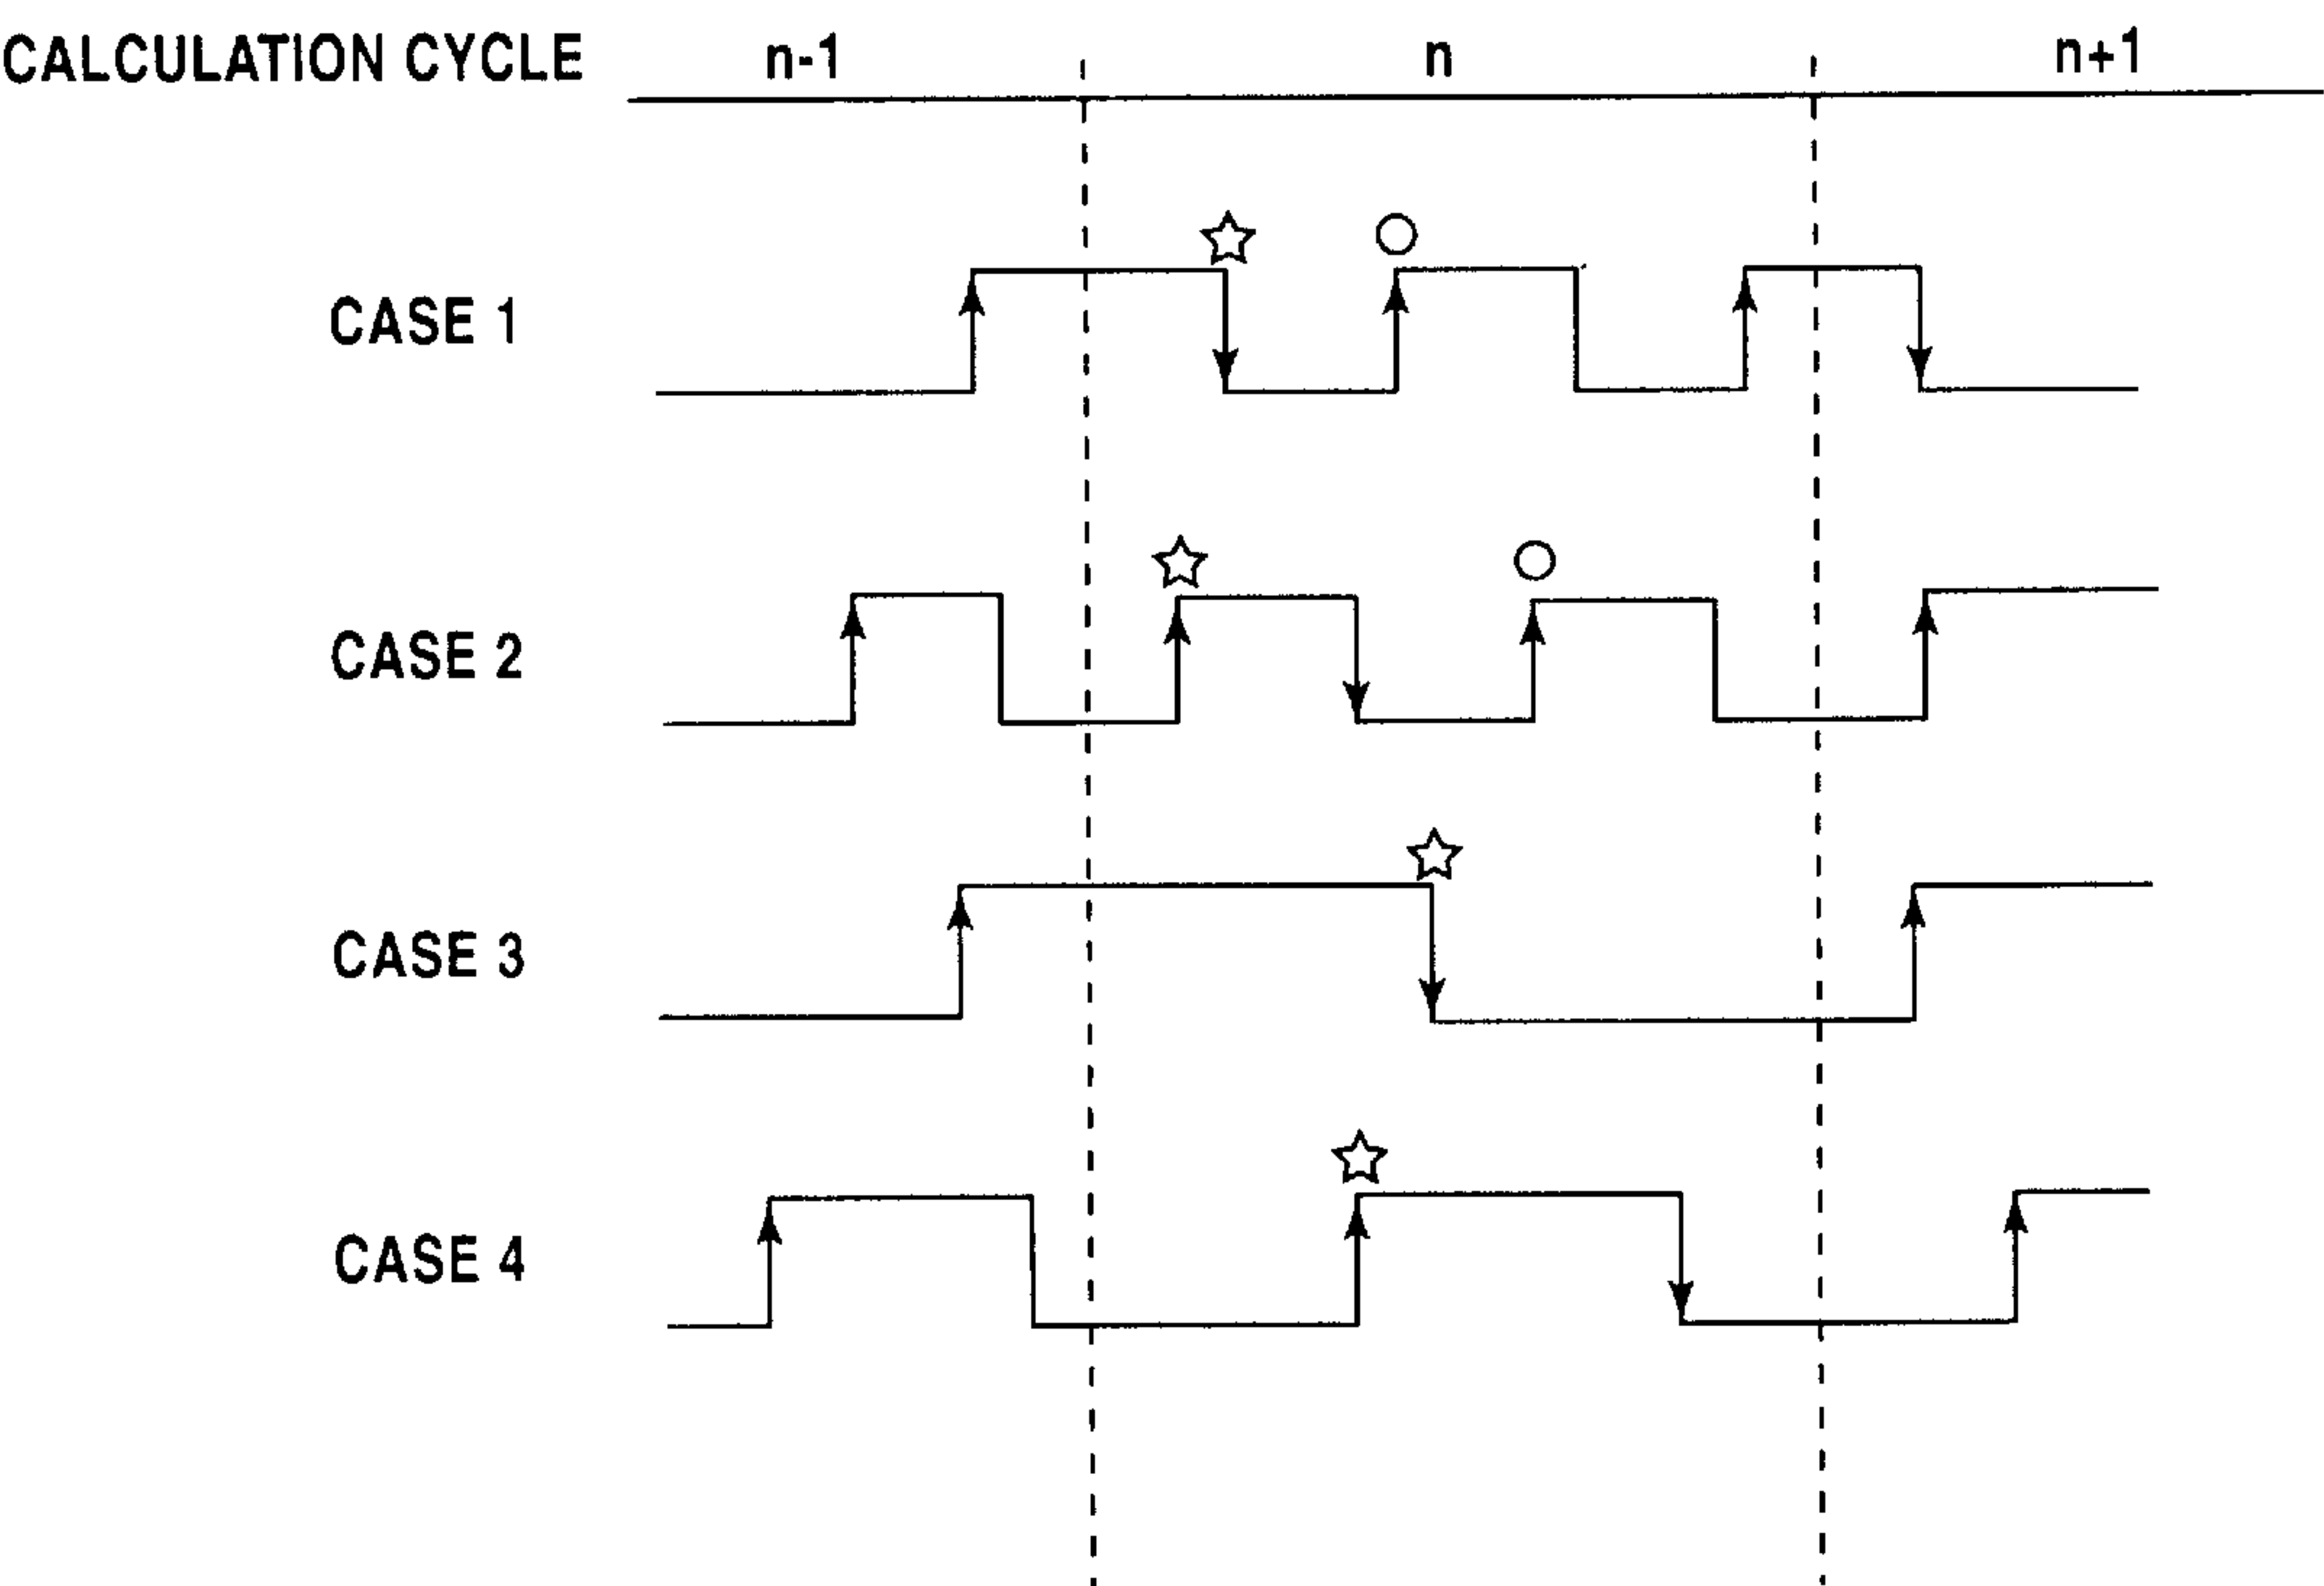 CALCULATION CYCLE n-1 n n+1
CASE 1
CASE 2
CASE 3
CASE 4